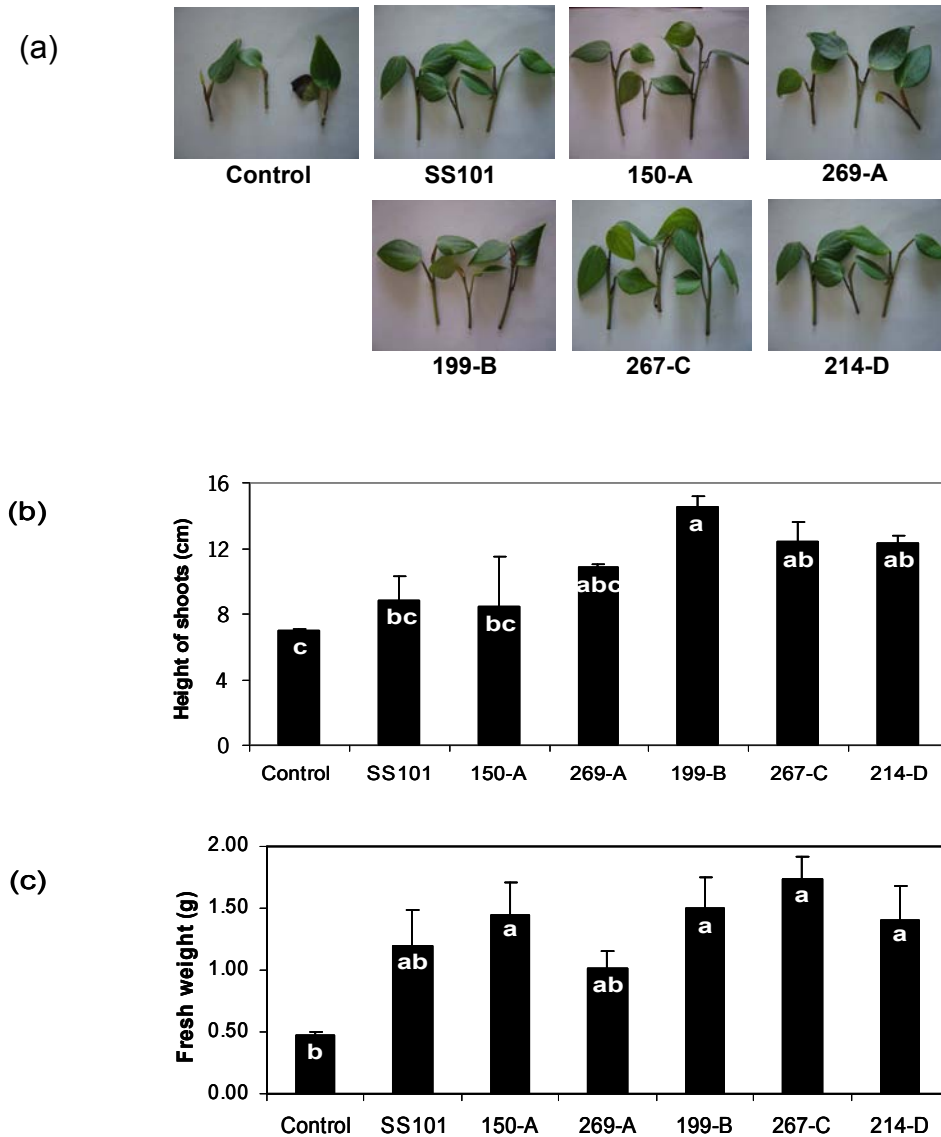 (a)
Control SS101 150-A 269-A
199-B 267-C 214-D
(b)
Height of shoots (cm)
16
12
8
4
0
c bc bc abc a ab ab
Control SS101 150-A 269-A 199-B 267-C 214-D
(c)
Fresh weight (g)
2.00
1.50
1.00
0.50
0.00
b ab a ab a a a
Control SS101 150-A 269-A 199-B 267-C 214-D